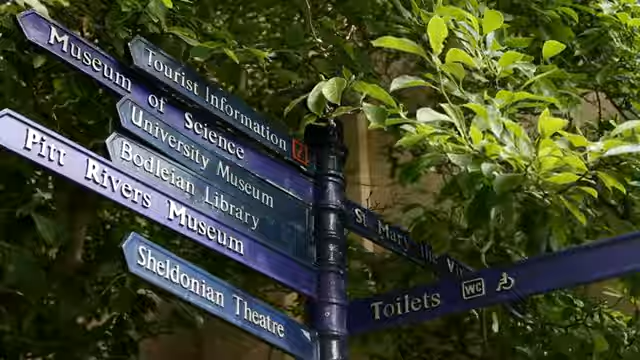 Tourist Information
Museum of Science
University Museum
Bodleian Library
Pitt Rivers Museum
Sheldonian Theatre
St Mary the
Toilets WC